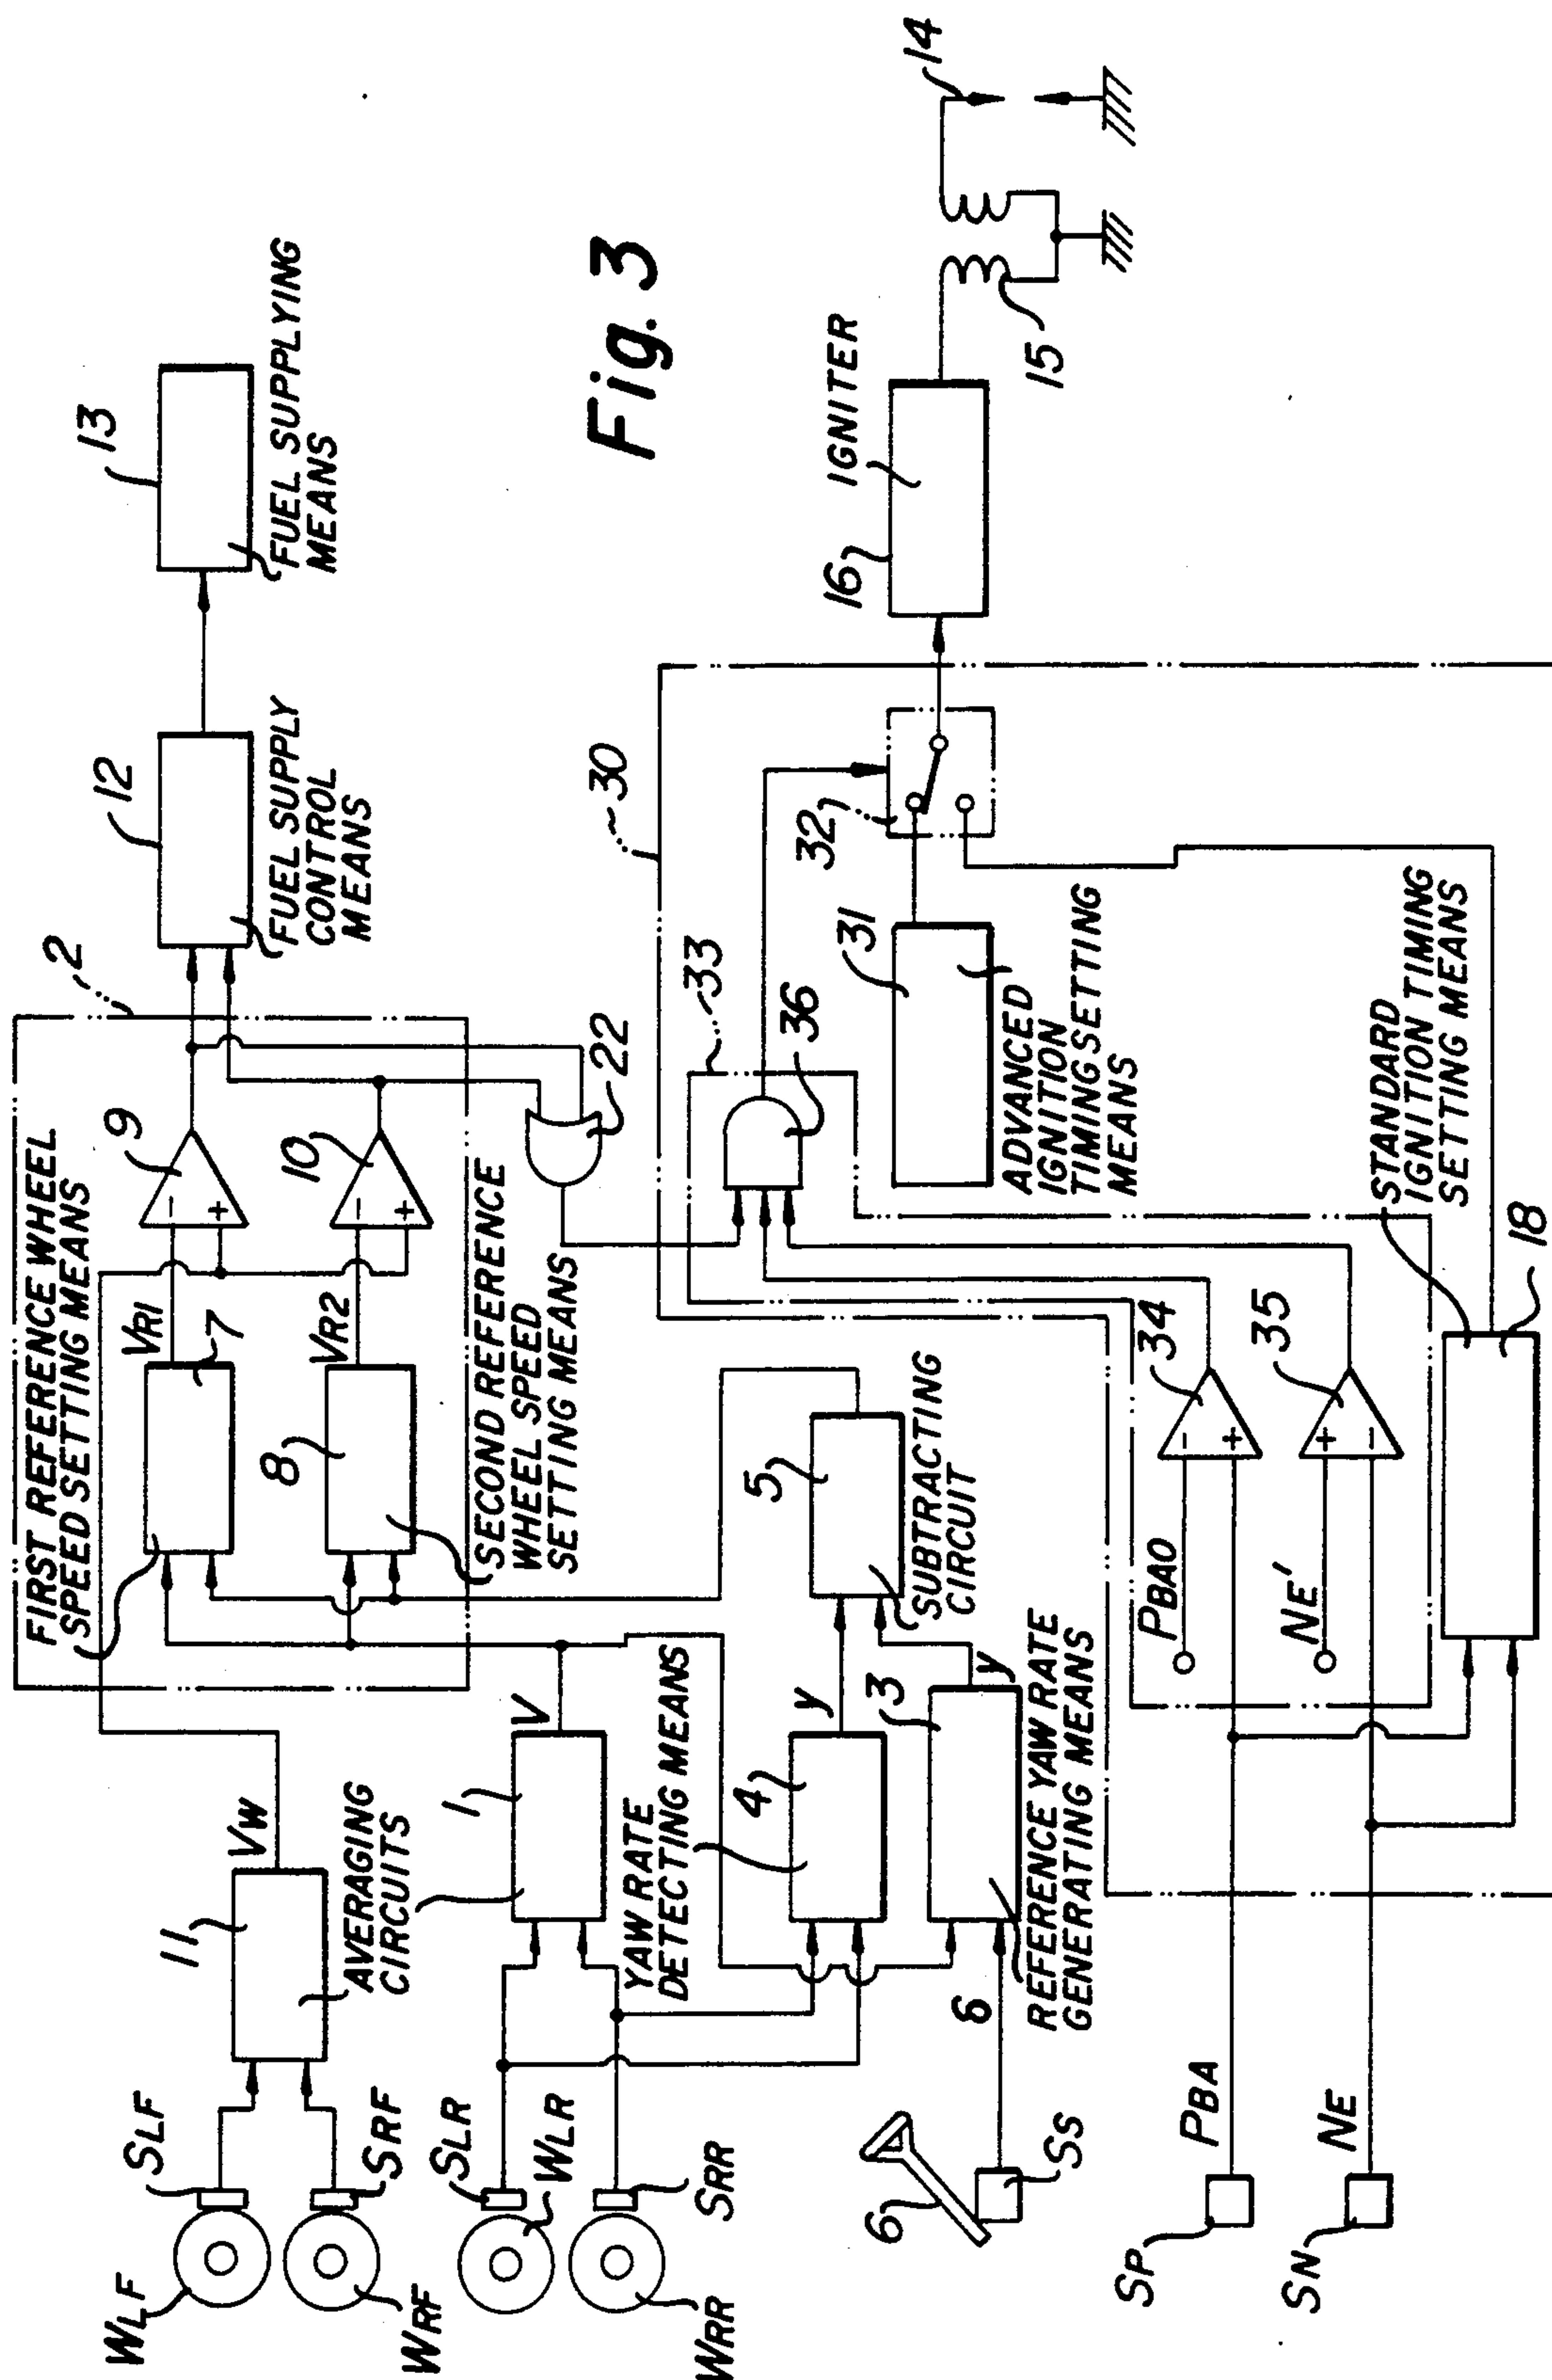 Fig. 3
WLF
SLF
WRF
SRF
11
AVERAGING
CIRCUITS
VW
FIRST REFERENCE WHEEL
SPEED SETTING MEANS
VR1
7
9
2
12
FUEL SUPPLY
CONTROL
MEANS
13
FUEL SUPPLYING
MEANS
8
VR2
10
SECOND REFERENCE
WHEEL SPEED
SETTING MEANS
22
SLR
WLR
SRR
WRR
1
V
YAW RATE
DETECTING MEANS
4
y
5
SUBTRACTING
CIRCUIT
3
y
REFERENCE YAW RATE
GENERATING MEANS
6
SS
30
33
36
32
31
ADVANCED
IGNITION
TIMING SETTING
MEANS
16
IGNITER
15
14
SP
PBA
PBAO
34
SN
NE
NE'
35
STANDARD
IGNITION TIMING
SETTING MEANS
18
+
−
+
−
+
−
+
−